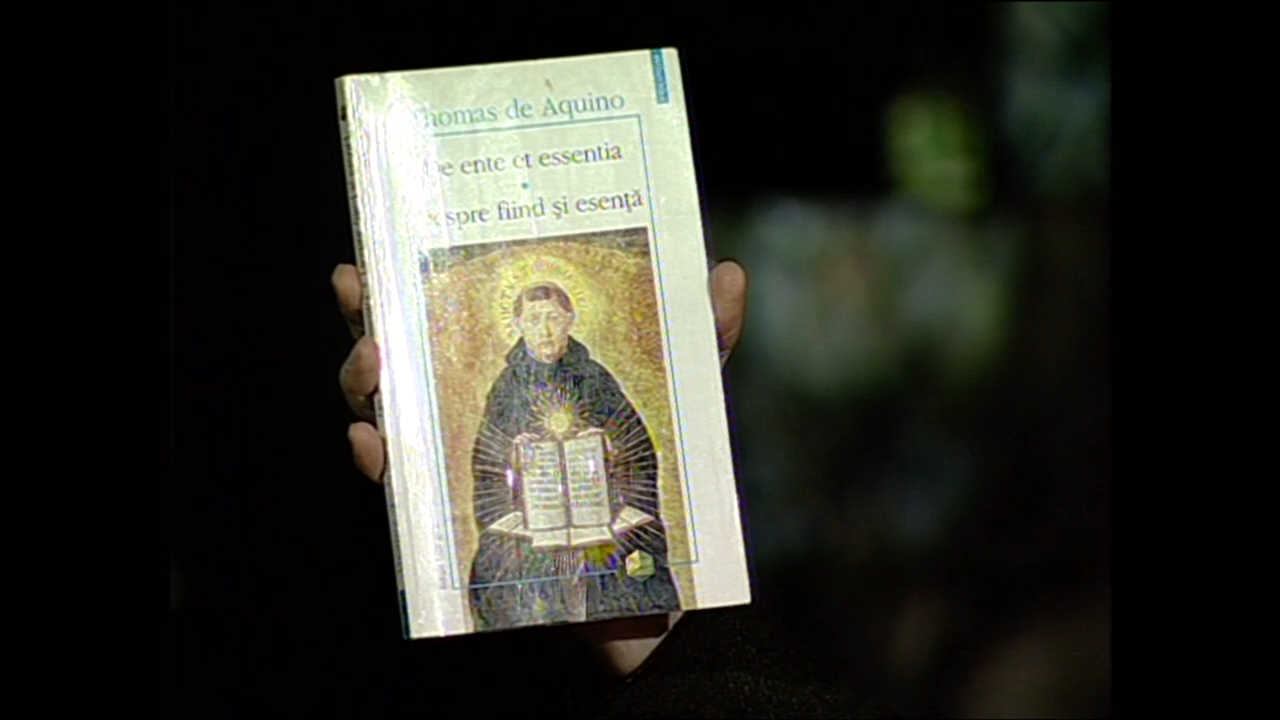 Thomas de Aquino
De ente et essentia
Despre fiind şi esenţă